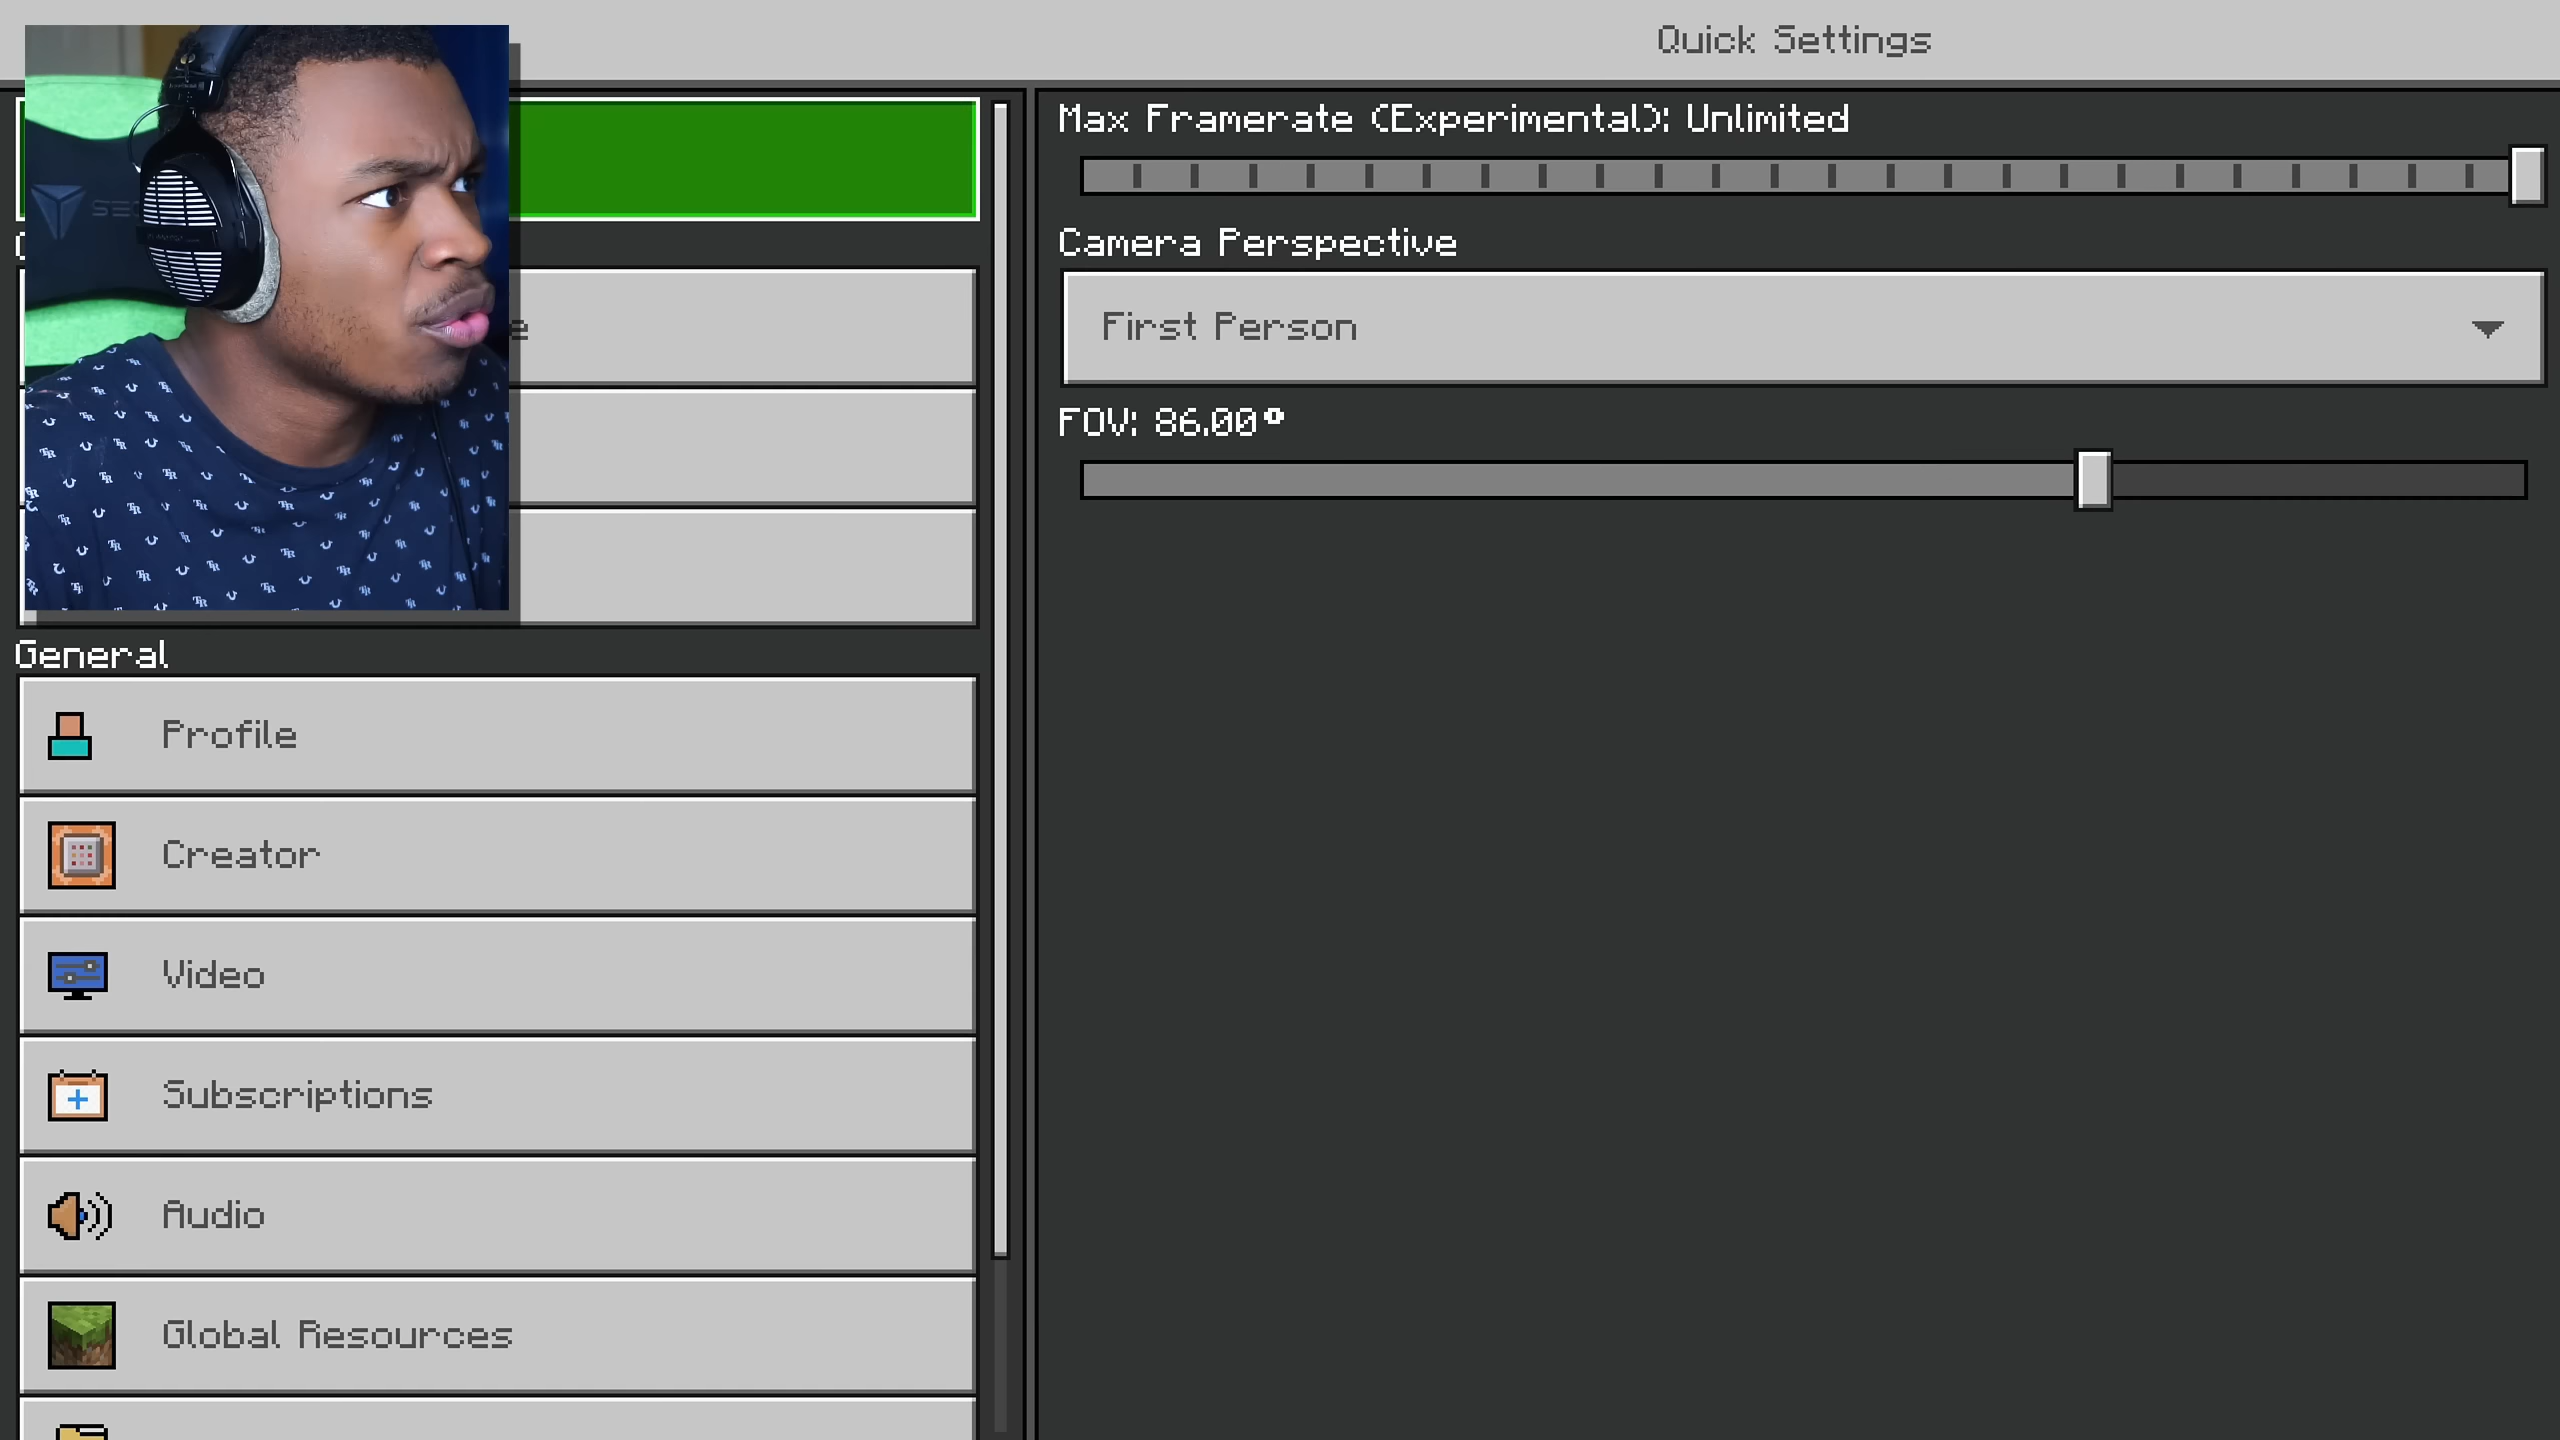 Quick Settings
Max Framerate (Experimental): Unlimited
Camera Perspective
First Person
FOV: 86.00°
General
Profile
Creator
Video
Subscriptions
Audio
Global Resources